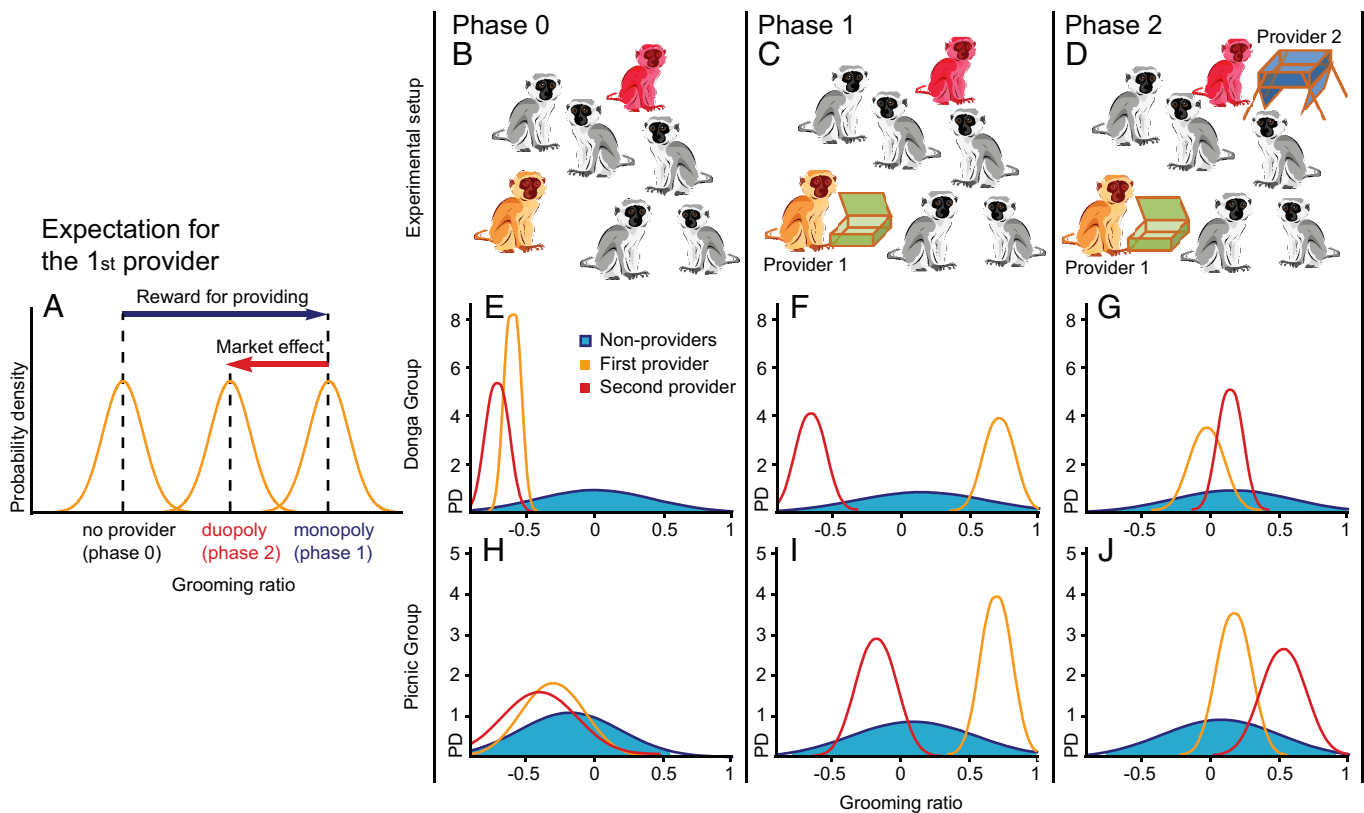 Phase 0
Phase 1
Phase 2
B
C
D
Provider 2
Experimental setup
Provider 1
Provider 1
Expectation for
the 1st provider
A
Reward for providing
Market effect
Probability density
no provider
(phase 0)
duopoly
(phase 2)
monopoly
(phase 1)
Grooming ratio
Donga Group
E
8
6
4
2
PD
-0.5
0
0.5
1
Non-providers
First provider
Second provider
F
8
6
4
2
PD
-0.5
0
0.5
1
G
8
6
4
2
PD
-0.5
0
0.5
1
Picnic Group
H
5
4
3
2
1
PD
-0.5
0
0.5
1
I
5
4
3
2
1
PD
-0.5
0
0.5
1
J
5
4
3
2
1
PD
-0.5
0
0.5
1
Grooming ratio